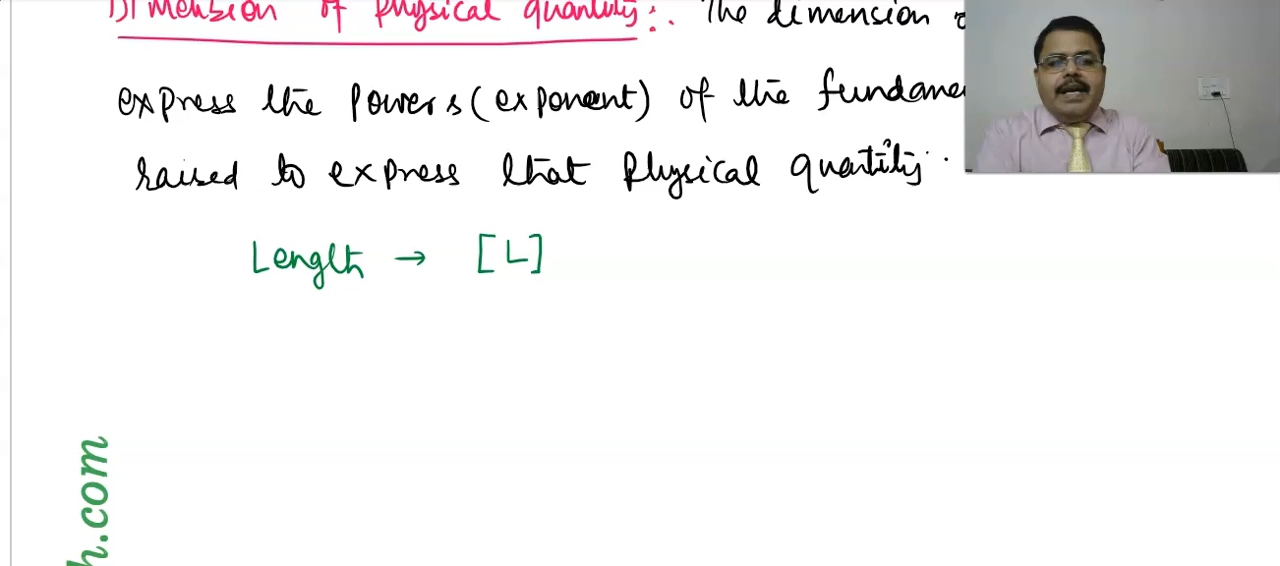 Dimension of physical quantity:. The dimension
express the Powers (exponent) of the fundame
raised to express that Physical quantity.
Length → [L]
h.com